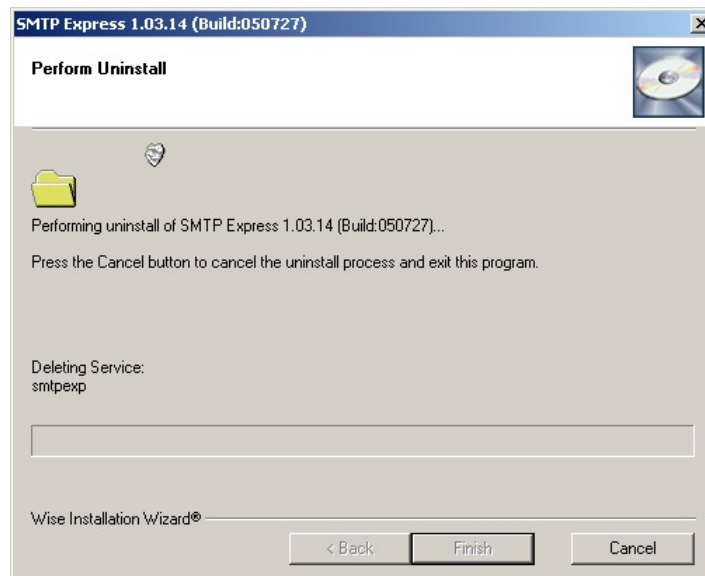 SMTP Express 1.03.14 (Build:050727)
Perform Uninstall
Performing uninstall of SMTP Express 1.03.14 (Build:050727)...
Press the Cancel button to cancel the uninstall process and exit this program.
Deleting Service:
smtpexp
Wise Installation Wizard®
< Back Finish Cancel